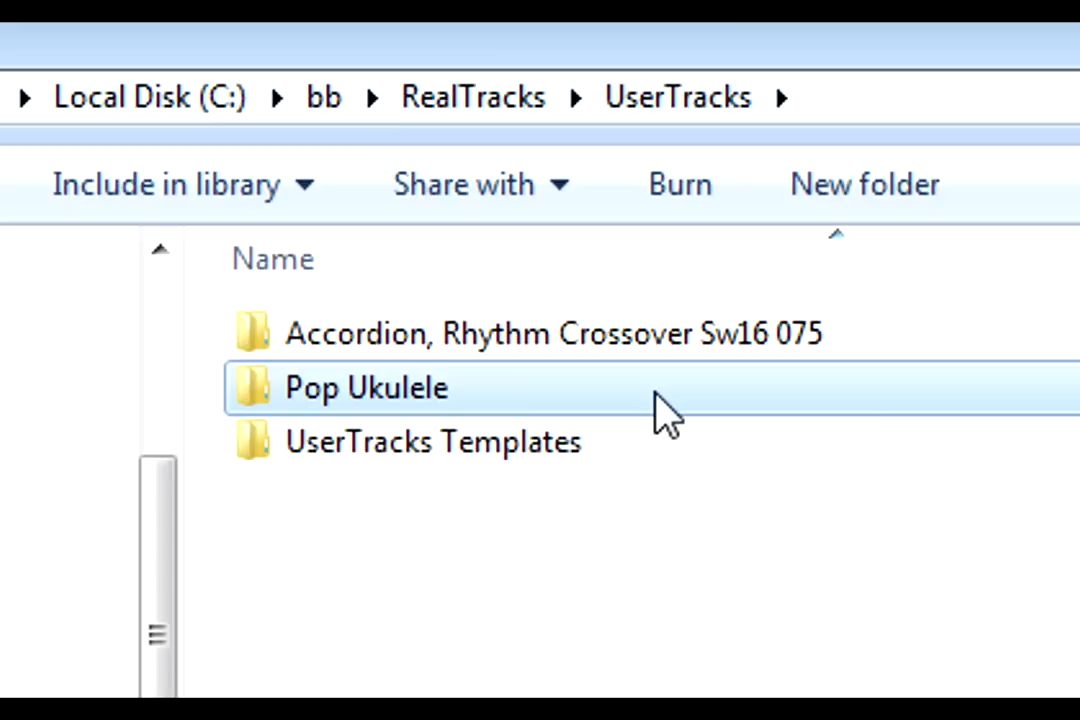 Local Disk (C:) bb RealTracks UserTracks
Include in library Share with Burn New folder
Name
Accordion, Rhythm Crossover Sw16 075
Pop Ukulele
UserTracks Templates